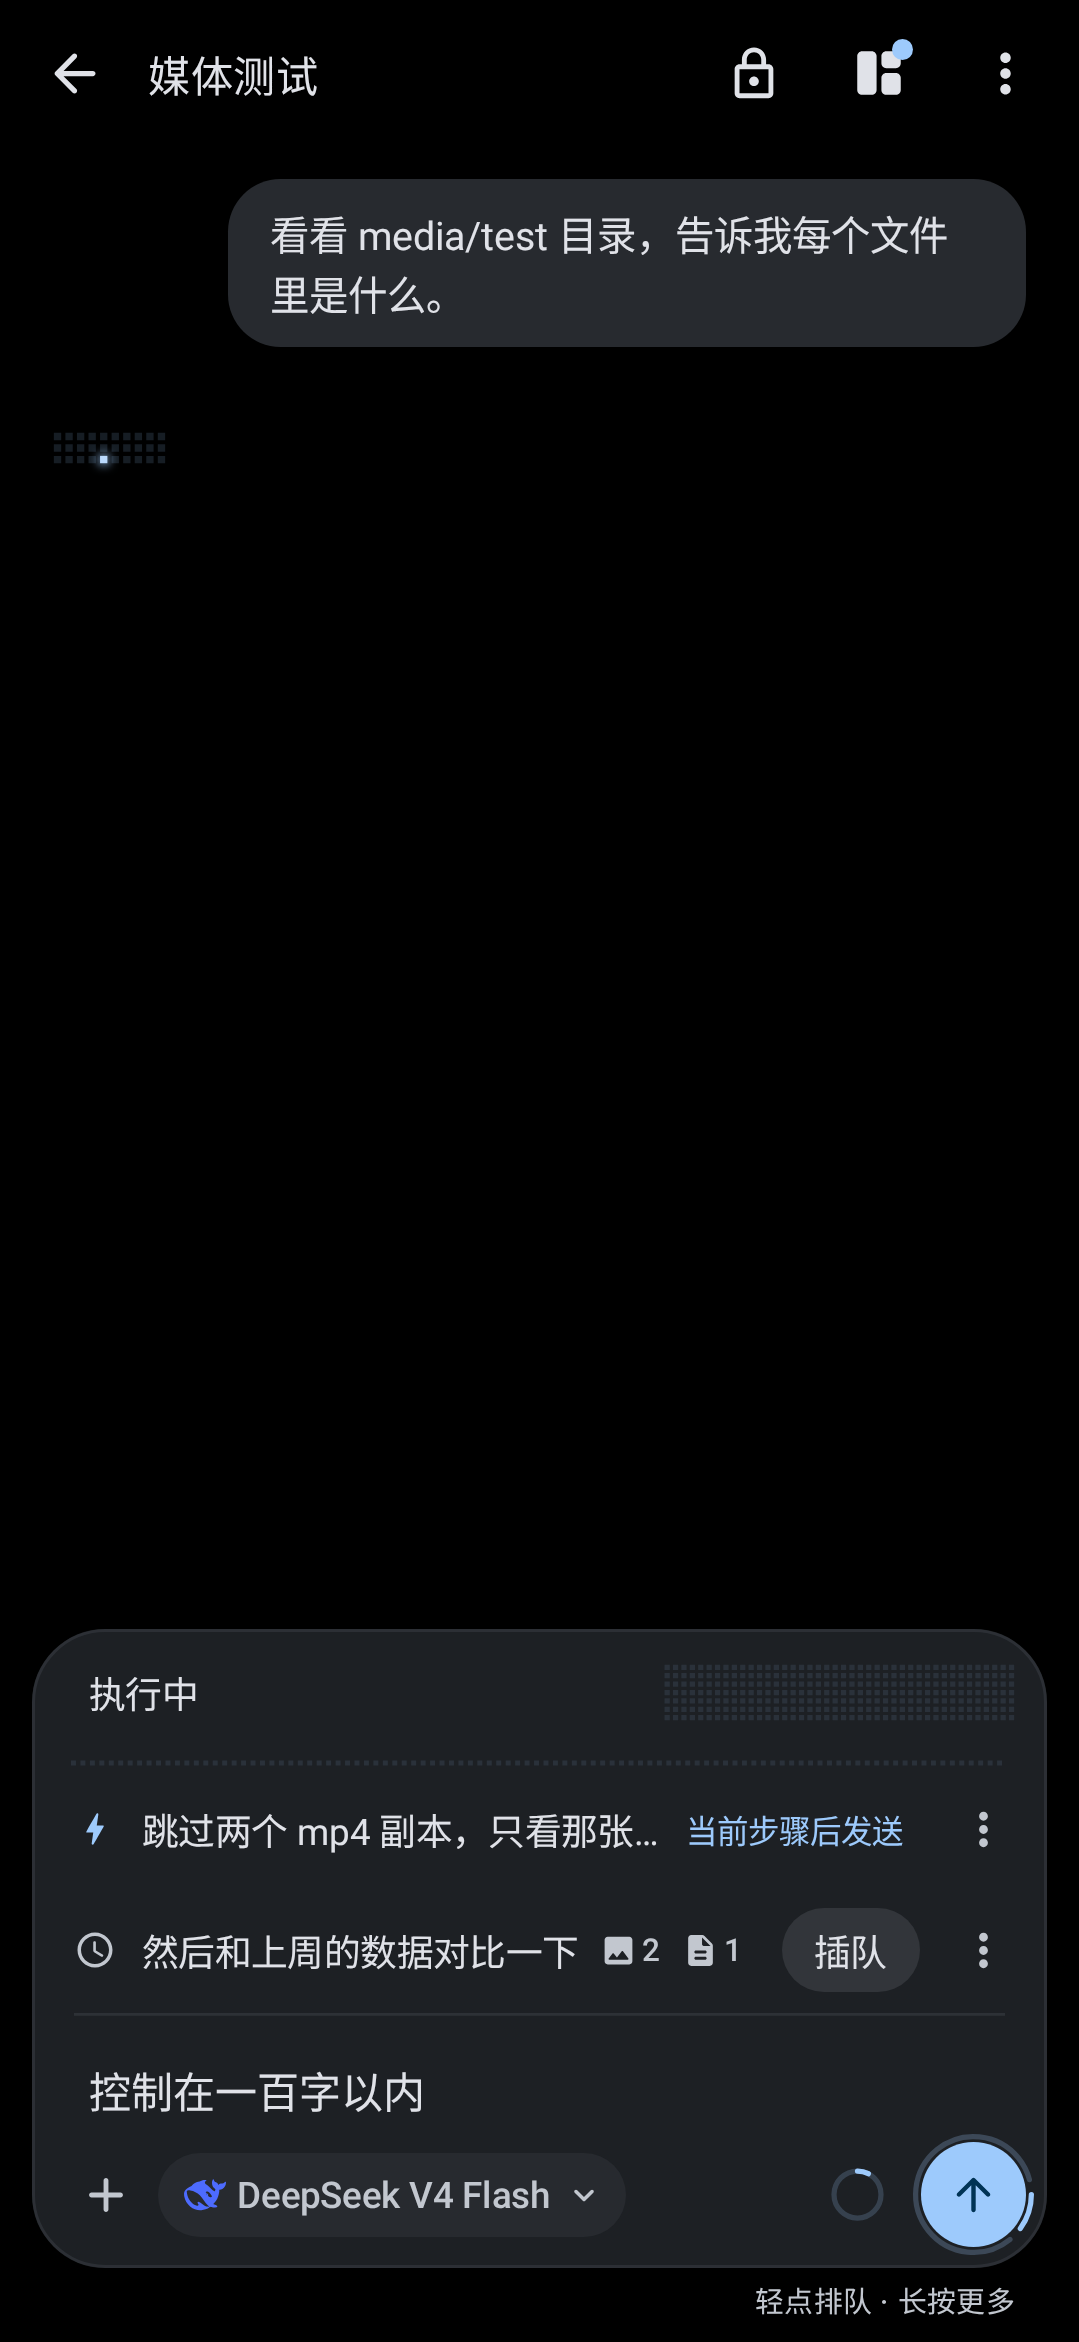 媒体测试
看看 media/test 目录，告诉我每个文件
里是什么。
执行中
跳过两个 mp4 副本，只看那张… 当前步骤后发送
然后和上周的数据对比一下 2 1 插队
控制在一百字以内
DeepSeek V4 Flash
轻点排队 · 长按更多